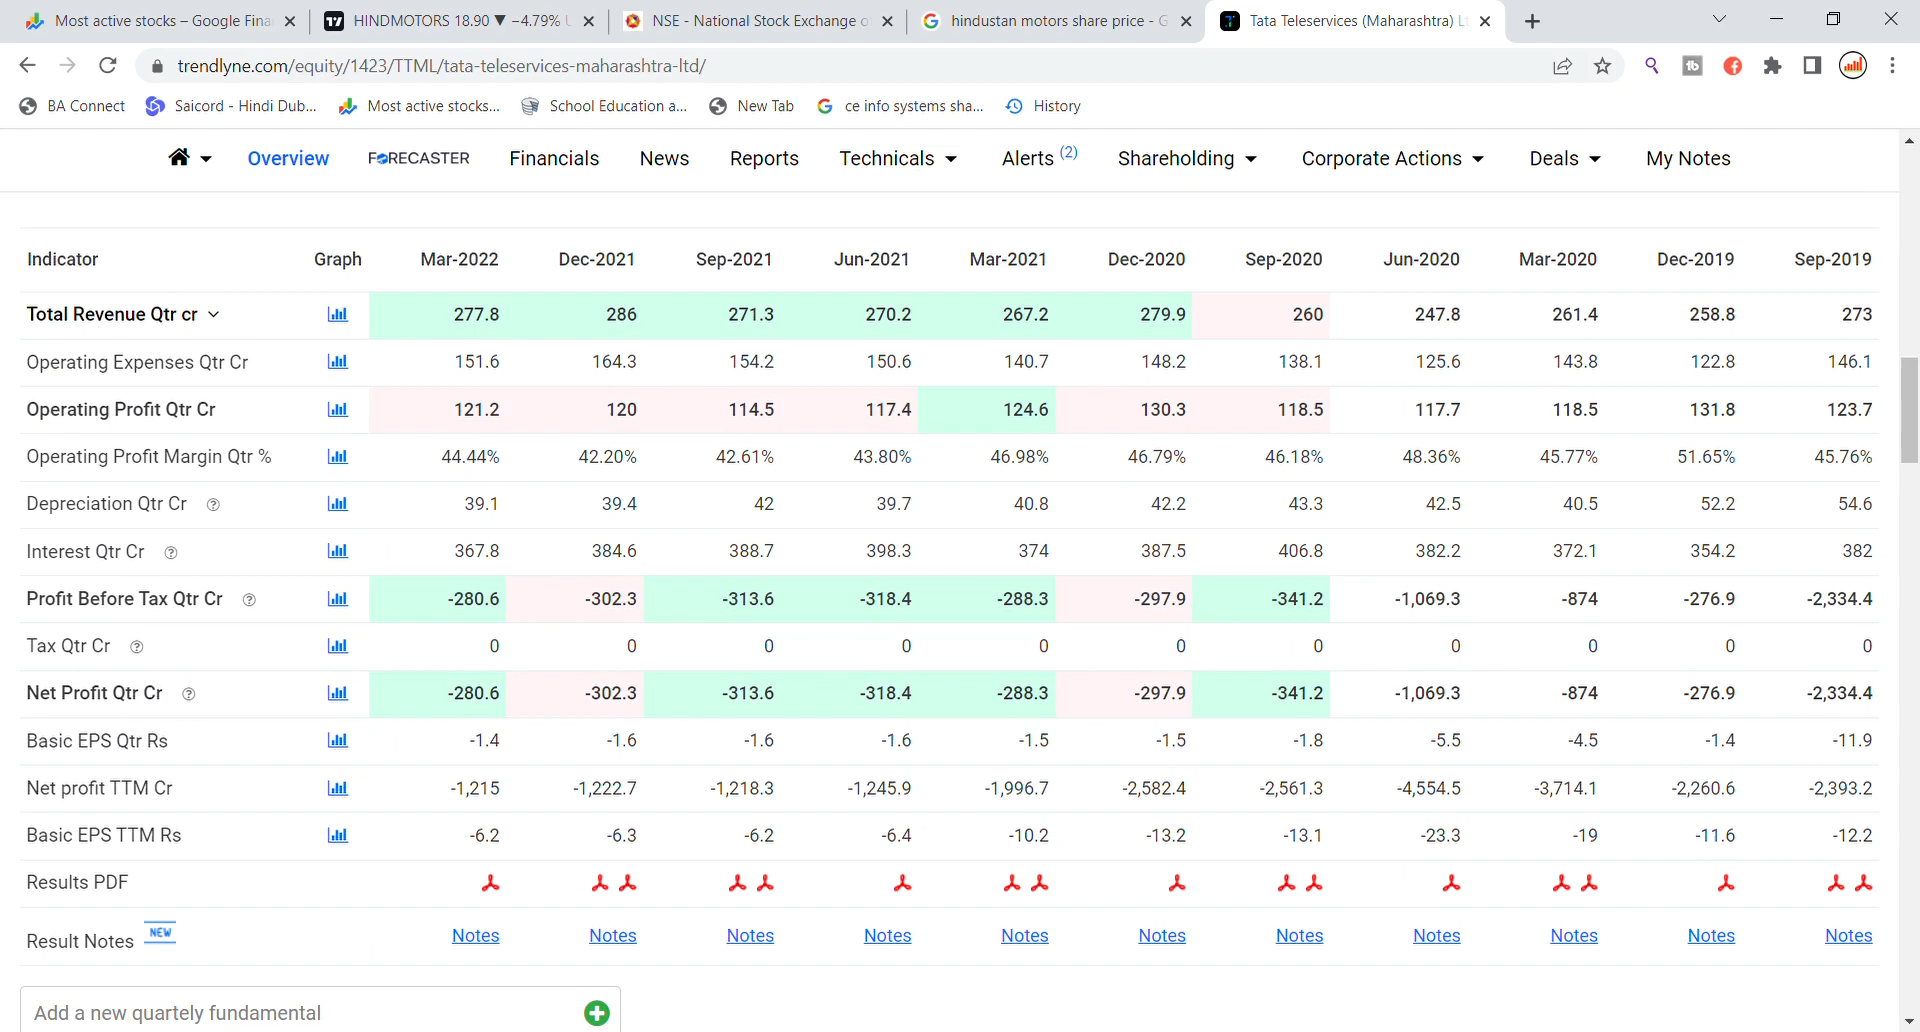 Most active stocks – Google Fina
HINDMOTORS 18.90 ▼ −4.79%
NSE - National Stock Exchange o
hindustan motors share price - G
Tata Teleservices (Maharashtra) L
trendlyne.com/equity/1423/TTML/tata-teleservices-maharashtra-ltd/
BA Connect Saicord - Hindi Dub... Most active stocks... School Education a... New Tab ce info systems sha... History
Overview FORECASTER Financials News Reports Technicals Alerts (2) Shareholding Corporate Actions Deals My Notes
Indicator Graph Mar-2022 Dec-2021 Sep-2021 Jun-2021 Mar-2021 Dec-2020 Sep-2020 Jun-2020 Mar-2020 Dec-2019 Sep-2019
Total Revenue Qtr cr 277.8 286 271.3 270.2 267.2 279.9 260 247.8 261.4 258.8 273
Operating Expenses Qtr Cr 151.6 164.3 154.2 150.6 140.7 148.2 138.1 125.6 143.8 122.8 146.1
Operating Profit Qtr Cr 121.2 120 114.5 117.4 124.6 130.3 118.5 117.7 118.5 131.8 123.7
Operating Profit Margin Qtr % 44.44% 42.20% 42.61% 43.80% 46.98% 46.79% 46.18% 48.36% 45.77% 51.65% 45.76%
Depreciation Qtr Cr 39.1 39.4 42 39.7 40.8 42.2 43.3 42.5 40.5 52.2 54.6
Interest Qtr Cr 367.8 384.6 388.7 398.3 374 387.5 406.8 382.2 372.1 354.2 382
Profit Before Tax Qtr Cr -280.6 -302.3 -313.6 -318.4 -288.3 -297.9 -341.2 -1,069.3 -874 -276.9 -2,334.4
Tax Qtr Cr 0 0 0 0 0 0 0 0 0 0 0
Net Profit Qtr Cr -280.6 -302.3 -313.6 -318.4 -288.3 -297.9 -341.2 -1,069.3 -874 -276.9 -2,334.4
Basic EPS Qtr Rs -1.4 -1.6 -1.6 -1.6 -1.5 -1.5 -1.8 -5.5 -4.5 -1.4 -11.9
Net profit TTM Cr -1,215 -1,222.7 -1,218.3 -1,245.9 -1,996.7 -2,582.4 -2,561.3 -4,554.5 -3,714.1 -2,260.6 -2,393.2
Basic EPS TTM Rs -6.2 -6.3 -6.2 -6.4 -10.2 -13.2 -13.1 -23.3 -19 -11.6 -12.2
Results PDF
Result Notes NEW Notes Notes Notes Notes Notes Notes Notes Notes Notes Notes Notes
Add a new quartely fundamental